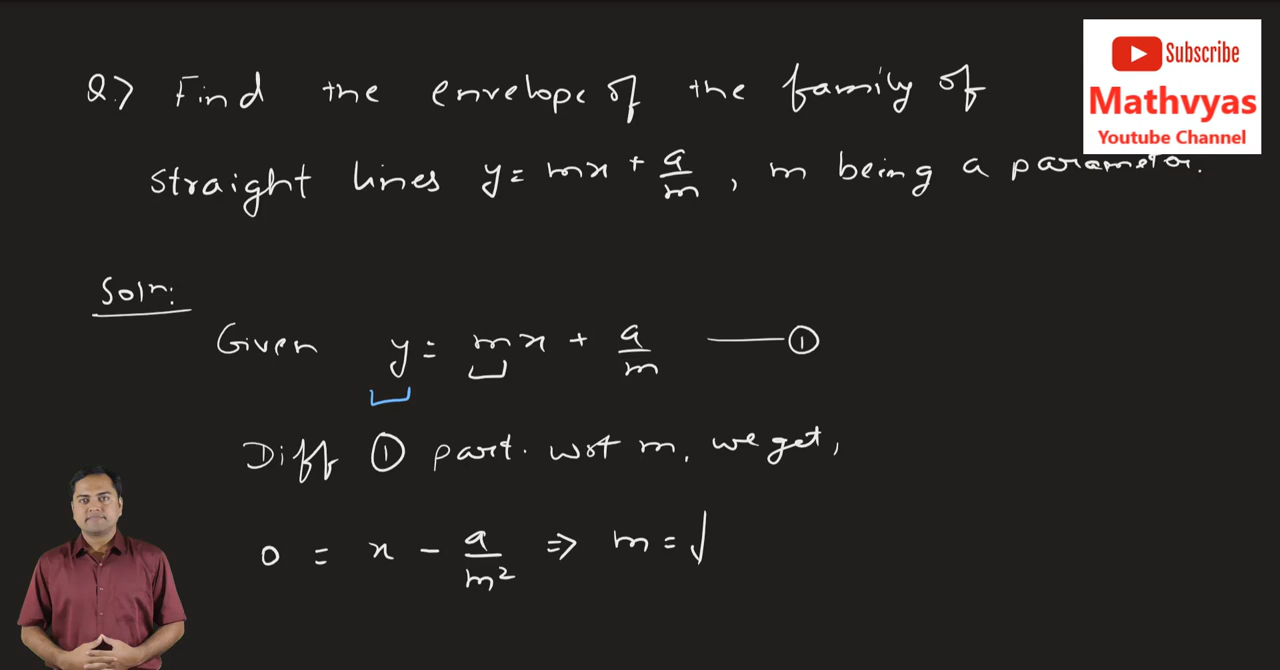 Q.) Find the envelope of the family of
straight lines y = mx + a/m, m being a parameter.
Soln:
Given y = mx + a/m —— ①
Diff ① part. wrt m, we get,
0 = x - a/m² ⇒ m = √
Subscribe
Mathvyas
Youtube Channel